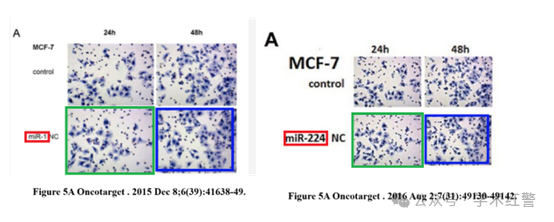 A
24h 48h
MCF-7
control
miR-1 NC
Figure 5A Oncotarget . 2015 Dec 8;6(39):41638-49.
A
24h 48h
MCF-7
control
miR-224 NC
Figure 5A Oncotarget . 2016 Aug 2;7(31):49130-49142.
公众号 · 学术红警